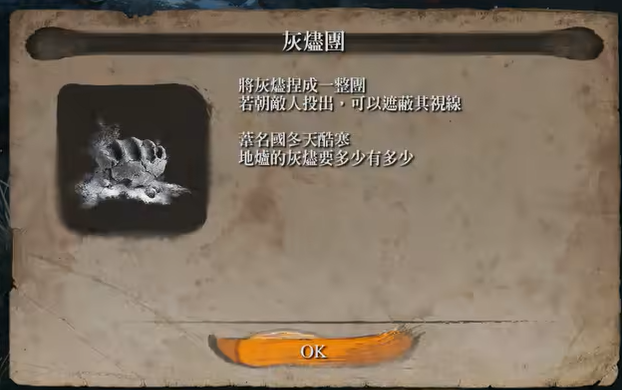 灰燼團
將灰燼捏成一整團
若朝敵人投出，可以遮蔽其視線
葦名國冬天酷寒
地爐的灰燼要多少有多少
OK